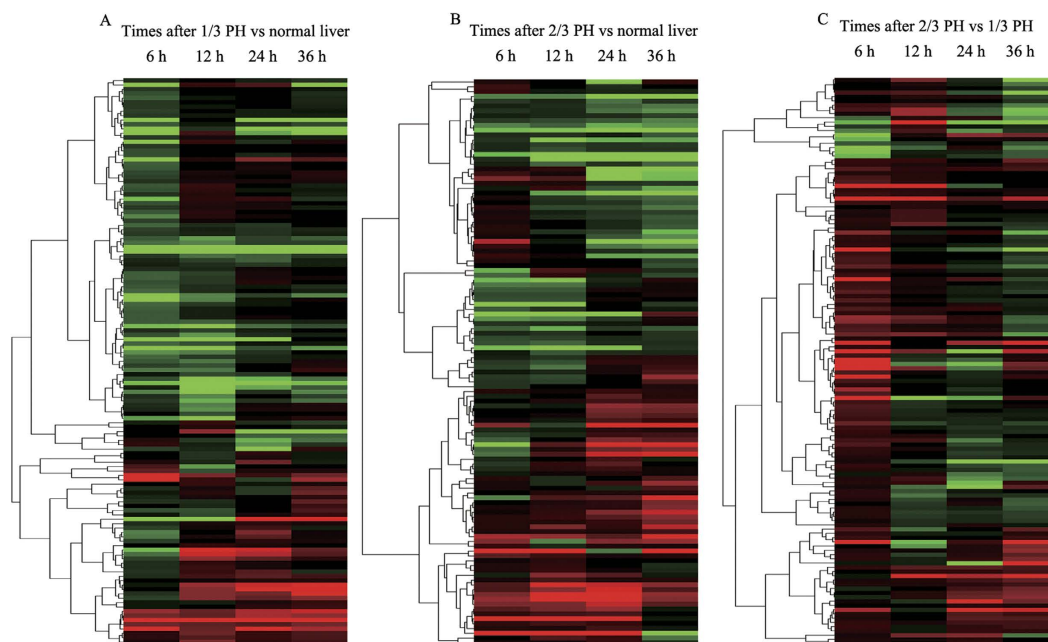 A
Times after 1/3 PH vs normal liver
6 h 12 h 24 h 36 h
B
Times after 2/3 PH vs normal liver
6 h 12 h 24 h 36 h
C
Times after 2/3 PH vs 1/3 PH
6 h 12 h 24 h 36 h